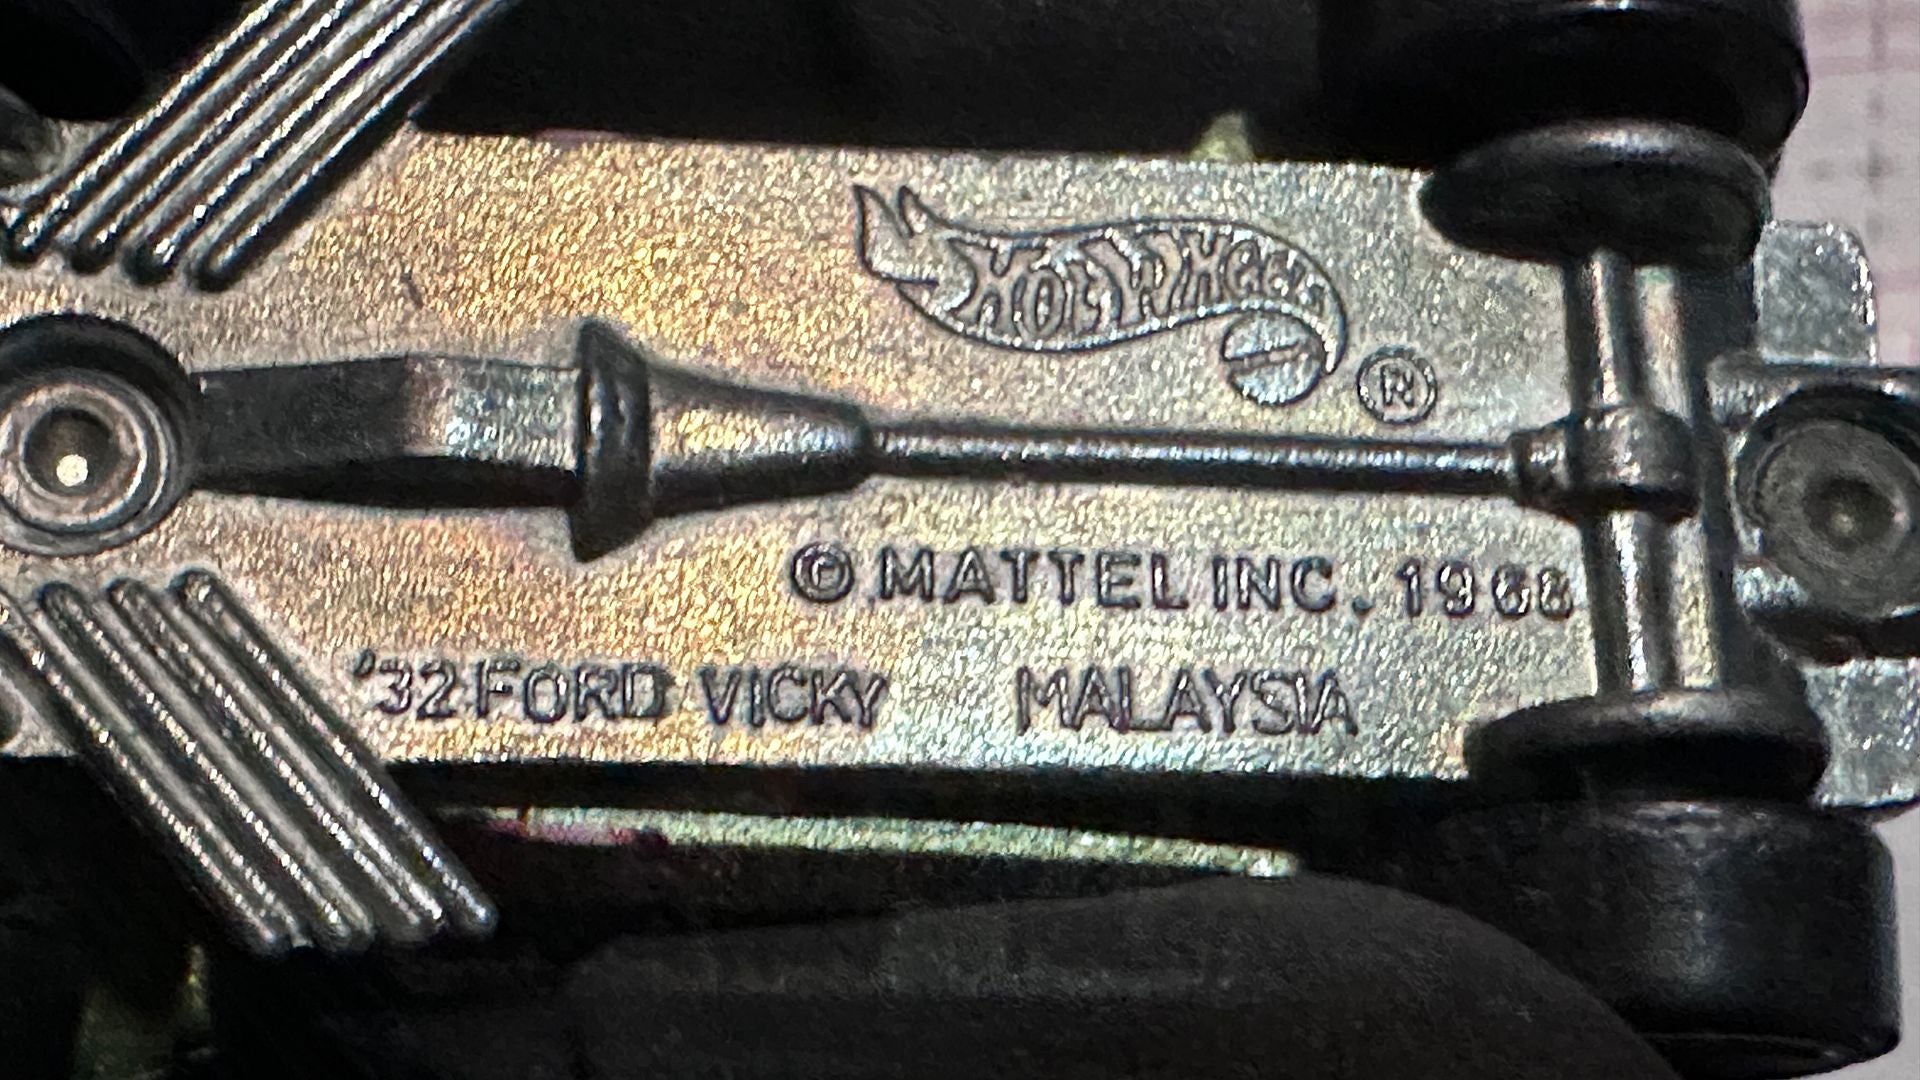 Hot Wheels ®
© MATTEL INC. 1968
'32 FORD VICKY MALAYSIA